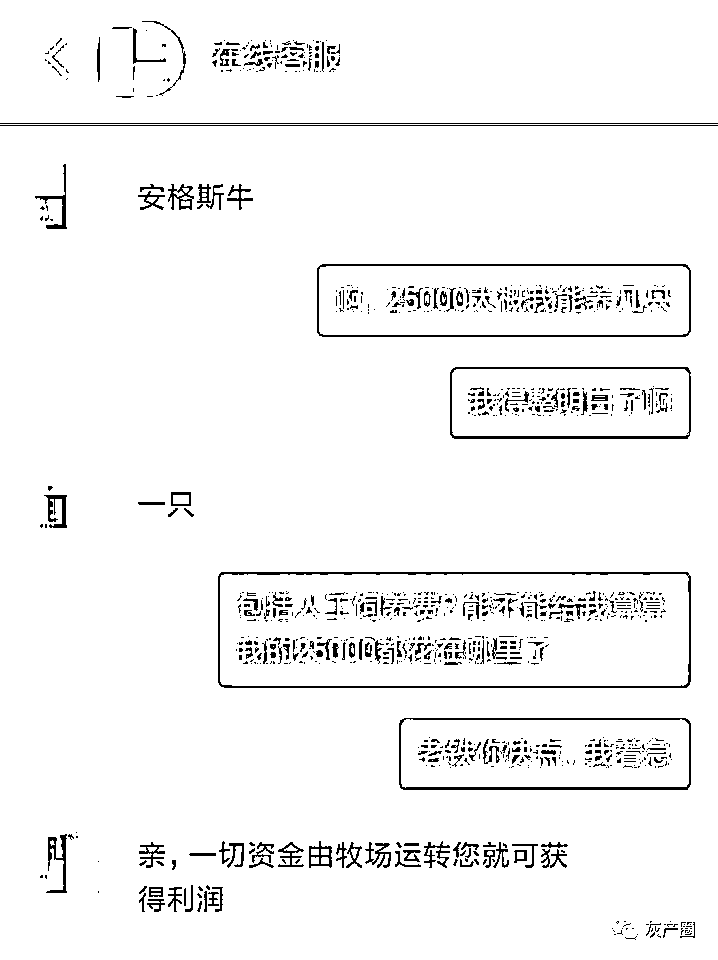 在线客服
安格斯牛
啊，25000大概我能养几只
我得整明白了啊
一只
包括人工饲养费？能不能给我算算
我的25000都花在哪里了
老铁你快点，我着急
亲，一切资金由牧场运转您就可获
得利润
灰产圈